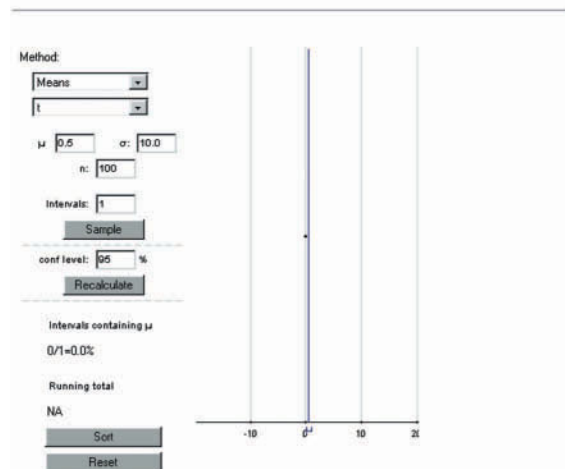 Method:
Means
t
μ 0.5 σ: 10.0
n: 100
Intervals: 1
Sample
conf level: 95 %
Recalculate
Intervals containing μ
0/1=0.0%
Running total
NA
Sort
Reset
-10 0 μ 10 20